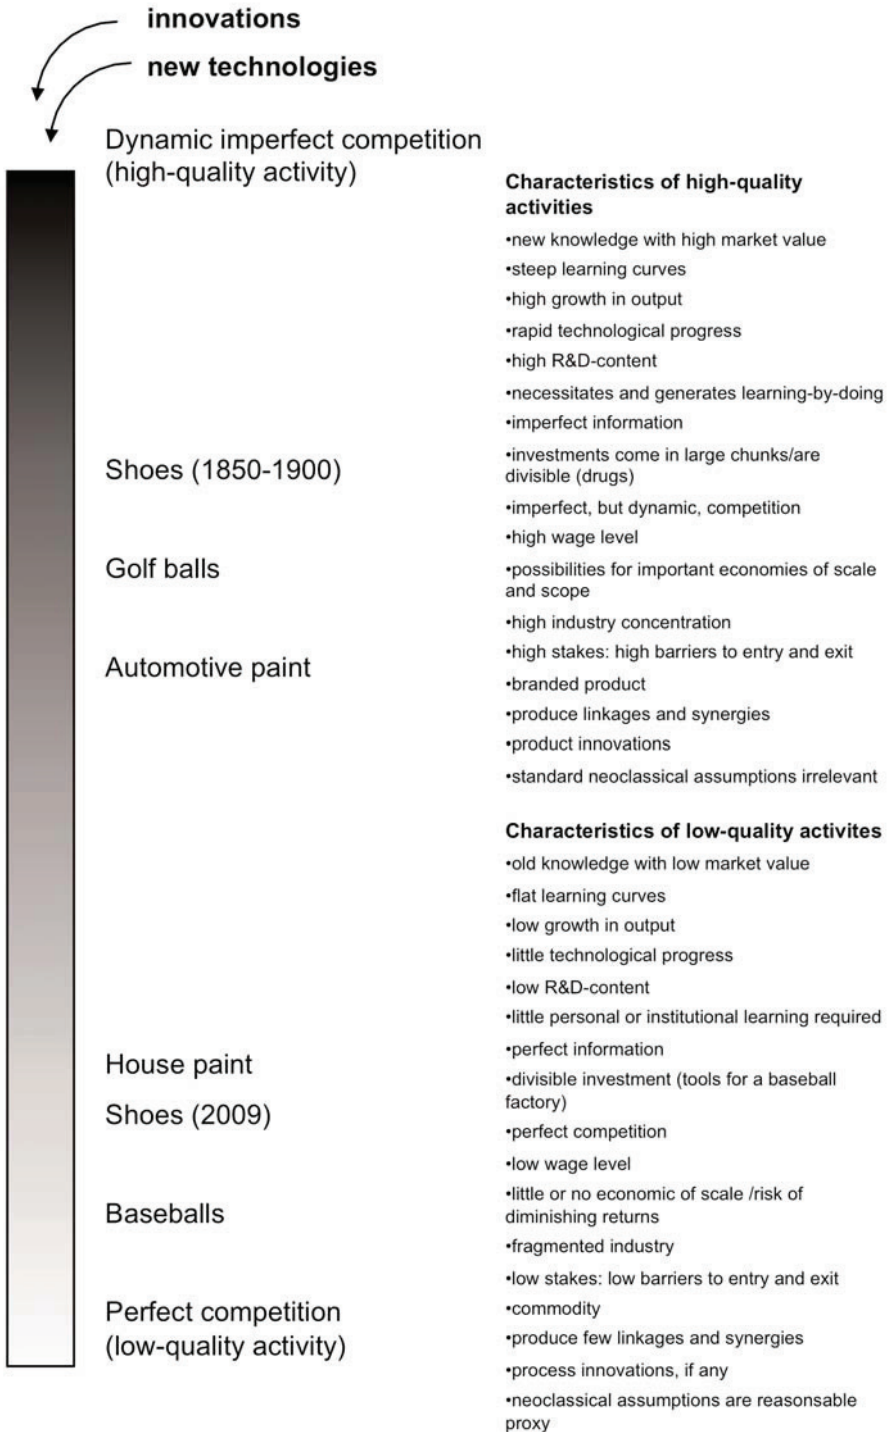 innovations
new technologies
Dynamic imperfect competition
(high-quality activity)
Shoes (1850-1900)
Golf balls
Automotive paint
House paint
Shoes (2009)
Baseballs
Perfect competition
(low-quality activity)
Characteristics of high-quality
activities
•new knowledge with high market value
•steep learning curves
•high growth in output
•rapid technological progress
•high R&D-content
•necessitates and generates learning-by-doing
•imperfect information
•investments come in large chunks/are
divisible (drugs)
•imperfect, but dynamic, competition
•high wage level
•possibilities for important economies of scale
and scope
•high industry concentration
•high stakes: high barriers to entry and exit
•branded product
•produce linkages and synergies
•product innovations
•standard neoclassical assumptions irrelevant
Characteristics of low-quality activites
•old knowledge with low market value
•flat learning curves
•low growth in output
•little technological progress
•low R&D-content
•little personal or institutional learning required
•perfect information
•divisible investment (tools for a baseball
factory)
•perfect competition
•low wage level
•little or no economic of scale /risk of
diminishing returns
•fragmented industry
•low stakes: low barriers to entry and exit
•commodity
•produce few linkages and synergies
•process innovations, if any
•neoclassical assumptions are reasonsable
proxy